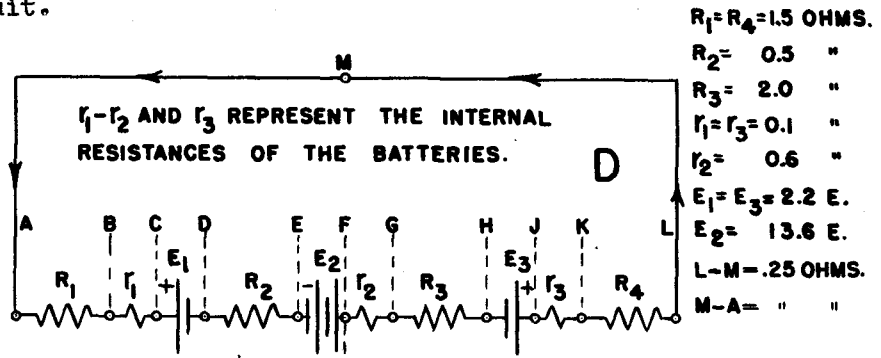 uit.
R₁=R₄=1.5 OHMS.
R₂= 0.5 "
R₃= 2.0 "
r₁=r₃=0.1 "
r₂= 0.6 "
E₁=E₃=2.2 E.
E₂= 13.6 E.
L-M=.25 OHMS.
M-A= " "
M
r₁-r₂ AND r₃ REPRESENT THE INTERNAL
RESISTANCES OF THE BATTERIES.
D
A B C D E F G H J K L
R₁ r₁ + E₁ R₂ - E₂ r₂ R₃ E₃ + r₃ R₄